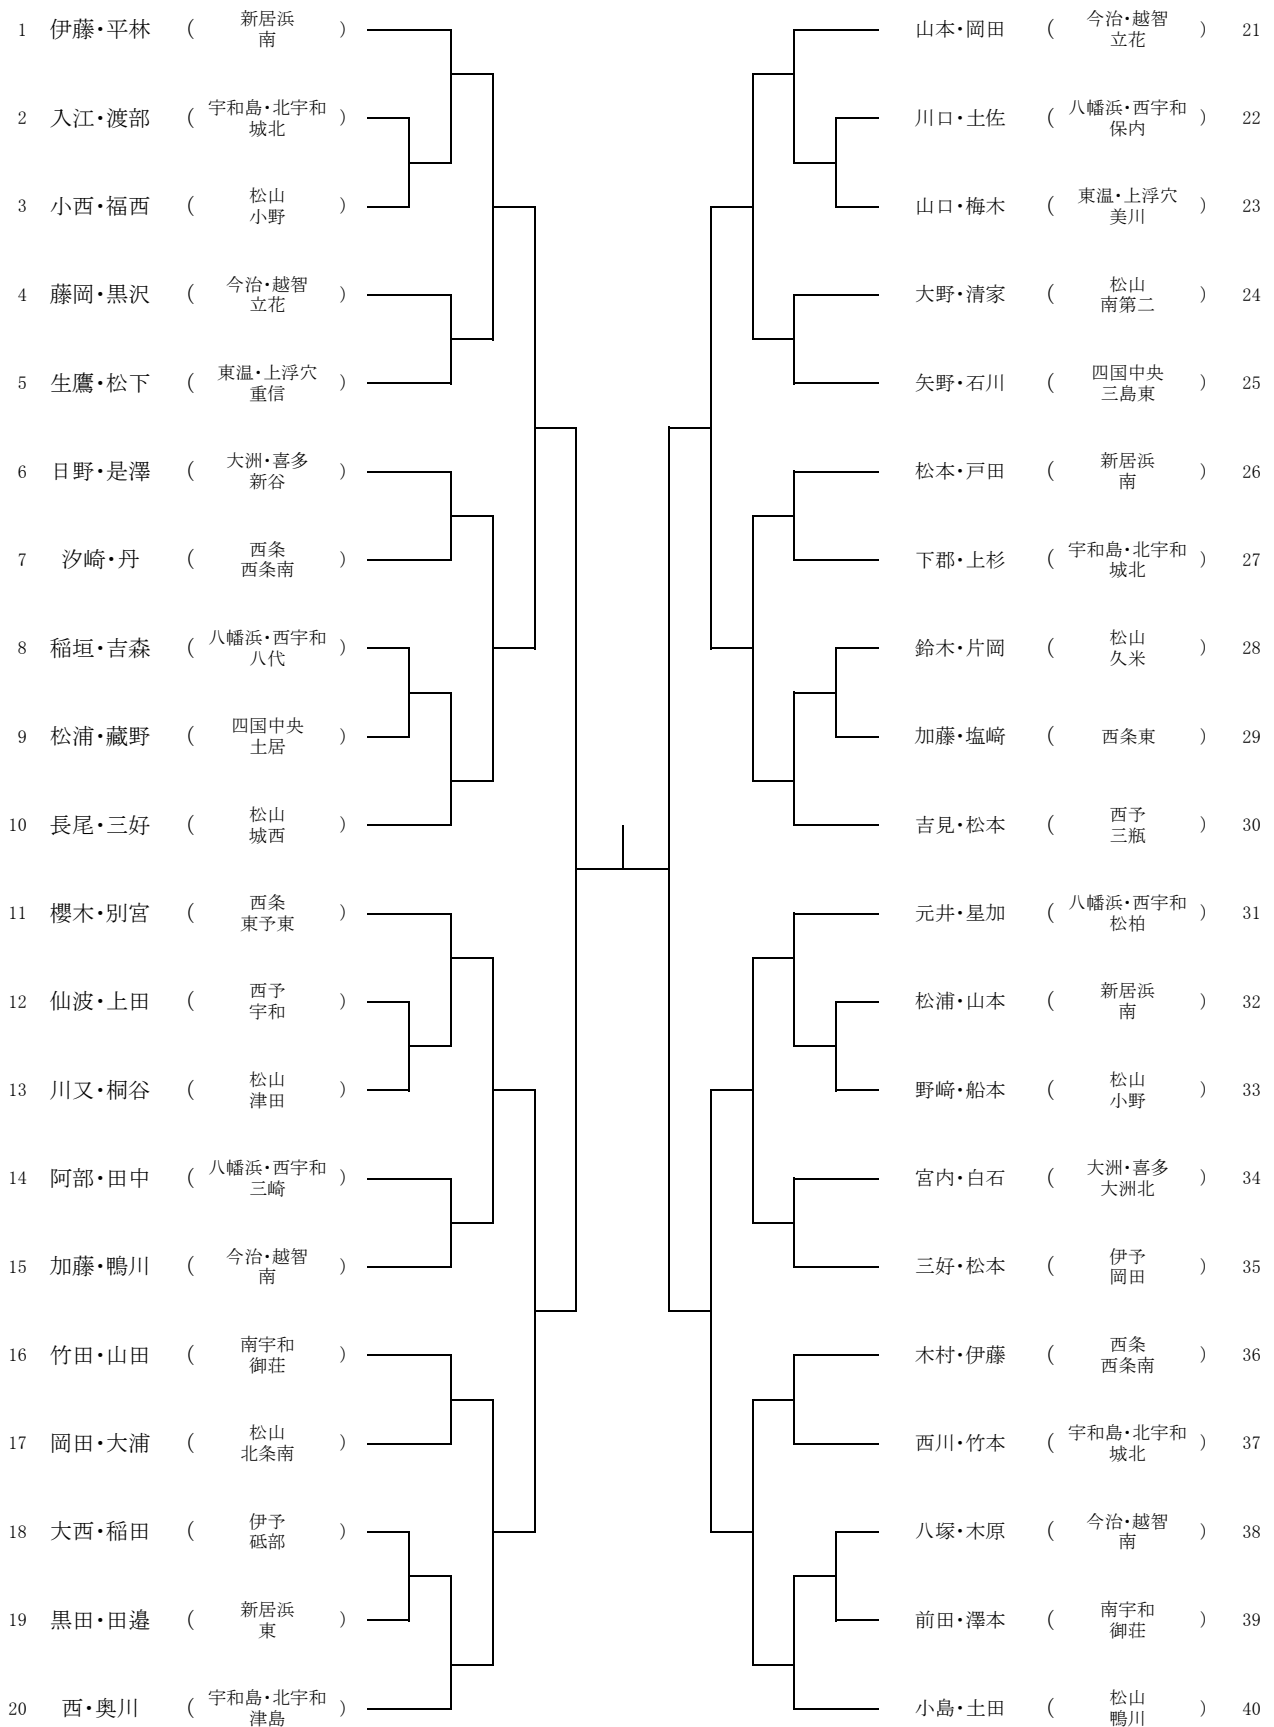 1 伊藤・平林 ( 新居浜 南 )
2 入江・渡部 ( 宇和島・北宇和 城北 )
3 小西・福西 ( 松山 小野 )
4 藤岡・黒沢 ( 今治・越智 立花 )
5 生鷹・松下 ( 東温・上浮穴 重信 )
6 日野・是澤 ( 大洲・喜多 新谷 )
7 汐崎・丹 ( 西条 西条南 )
8 稲垣・吉森 ( 八幡浜・西宇和 八代 )
9 松浦・藏野 ( 四国中央 土居 )
10 長尾・三好 ( 松山 城西 )
11 櫻木・別宮 ( 西条 東予東 )
12 仙波・上田 ( 西予 宇和 )
13 川又・桐谷 ( 松山 津田 )
14 阿部・田中 ( 八幡浜・西宇和 三崎 )
15 加藤・鴨川 ( 今治・越智 南 )
16 竹田・山田 ( 南宇和 御荘 )
17 岡田・大浦 ( 松山 北条南 )
18 大西・稲田 ( 伊予 砥部 )
19 黒田・田邉 ( 新居浜 東 )
20 西・奥川 ( 宇和島・北宇和 津島 )
山本・岡田 ( 今治・越智 立花 ) 21
川口・土佐 ( 八幡浜・西宇和 保内 ) 22
山口・梅木 ( 東温・上浮穴 美川 ) 23
大野・清家 ( 松山 南第二 ) 24
矢野・石川 ( 四国中央 三島東 ) 25
松本・戸田 ( 新居浜 南 ) 26
下郡・上杉 ( 宇和島・北宇和 城北 ) 27
鈴木・片岡 ( 松山 久米 ) 28
加藤・塩﨑 ( 西条東 ) 29
吉見・松本 ( 西予 三瓶 ) 30
元井・星加 ( 八幡浜・西宇和 松柏 ) 31
松浦・山本 ( 新居浜 南 ) 32
野﨑・船本 ( 松山 小野 ) 33
宮内・白石 ( 大洲・喜多 大洲北 ) 34
三好・松本 ( 伊予 岡田 ) 35
木村・伊藤 ( 西条 西条南 ) 36
西川・竹本 ( 宇和島・北宇和 城北 ) 37
八塚・木原 ( 今治・越智 南 ) 38
前田・澤本 ( 南宇和 御荘 ) 39
小島・土田 ( 松山 鴨川 ) 40